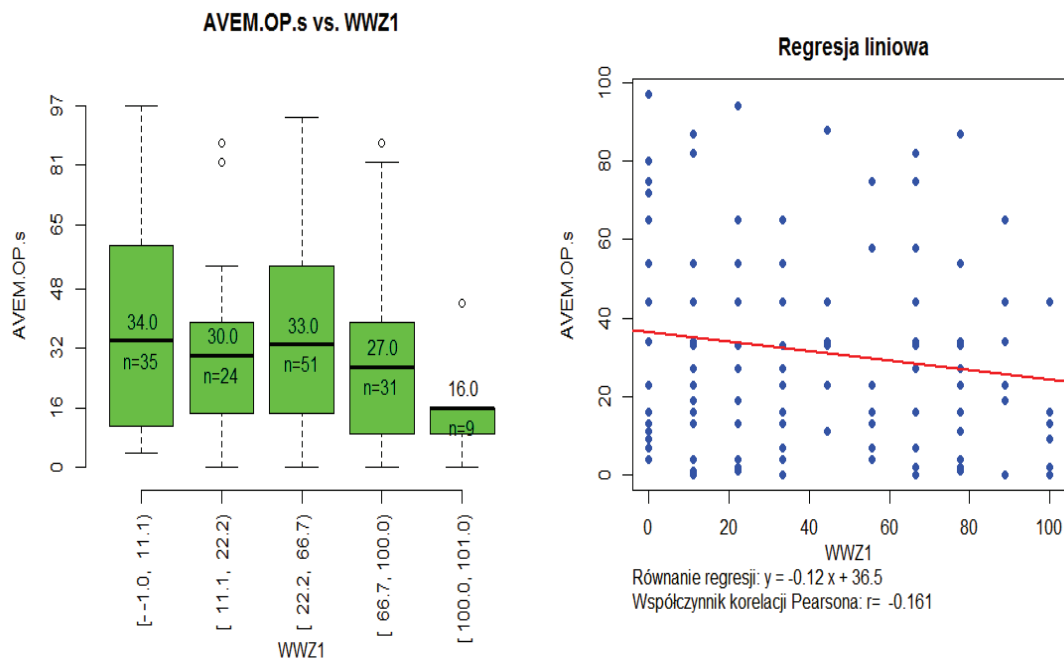 AVEM.OP.s vs. WWZ1
AVEM.OP.s
97
81
65
48
32
16
0
34.0
n=35
30.0
n=24
33.0
n=51
27.0
n=31
16.0
n=9
[ -1.0, 11.1)
[ 11.1, 22.2)
[ 22.2, 66.7)
[ 66.7, 100.0)
[ 100.0, 101.0)
WWZ1
Regresja liniowa
AVEM.OP.s
100
80
60
40
20
0
0 20 40 60 80 100
WWZ1
Równanie regresji: y = -0.12 x + 36.5
Współczynnik korelacji Pearsona: r= -0.161